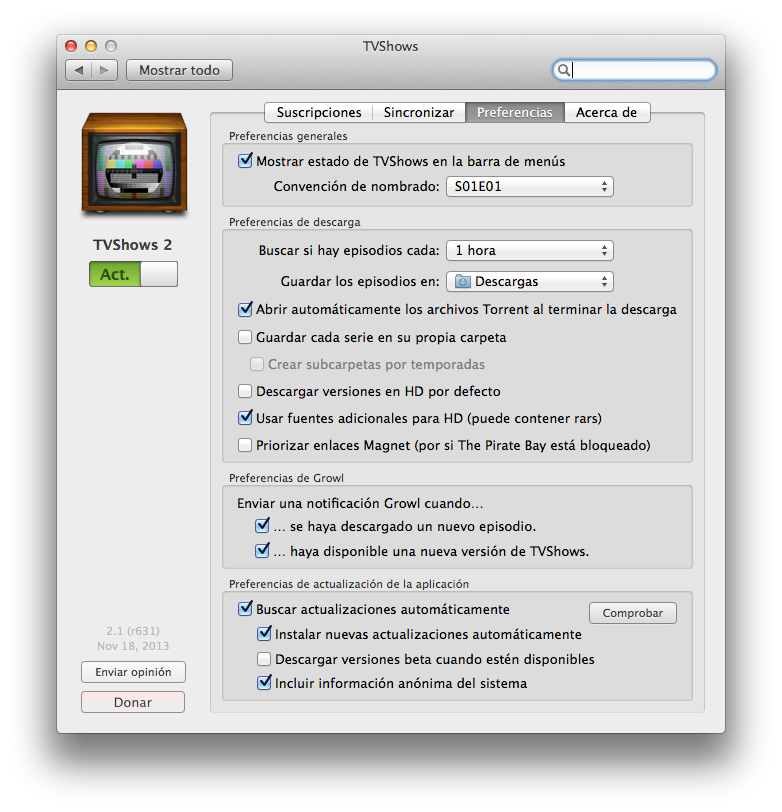 TVShows
Mostrar todo
Suscripciones Sincronizar Preferencias Acerca de
Preferencias generales
Mostrar estado de TVShows en la barra de menús
Convención de nombrado: S01E01
Preferencias de descarga
TVShows 2
Act.
Buscar si hay episodios cada: 1 hora
Guardar los episodios en: Descargas
Abrir automáticamente los archivos Torrent al terminar la descarga
Guardar cada serie en su propia carpeta
Crear subcarpetas por temporadas
Descargar versiones en HD por defecto
Usar fuentes adicionales para HD (puede contener rars)
Priorizar enlaces Magnet (por si The Pirate Bay está bloqueado)
Preferencias de Growl
Enviar una notificación Growl cuando...
... se haya descargado un nuevo episodio.
... haya disponible una nueva versión de TVShows.
Preferencias de actualización de la aplicación
Buscar actualizaciones automáticamente
Comprobar
Instalar nuevas actualizaciones automáticamente
Descargar versiones beta cuando estén disponibles
Incluir información anónima del sistema
2.1 (r631)
Nov 18, 2013
Enviar opinión
Donar